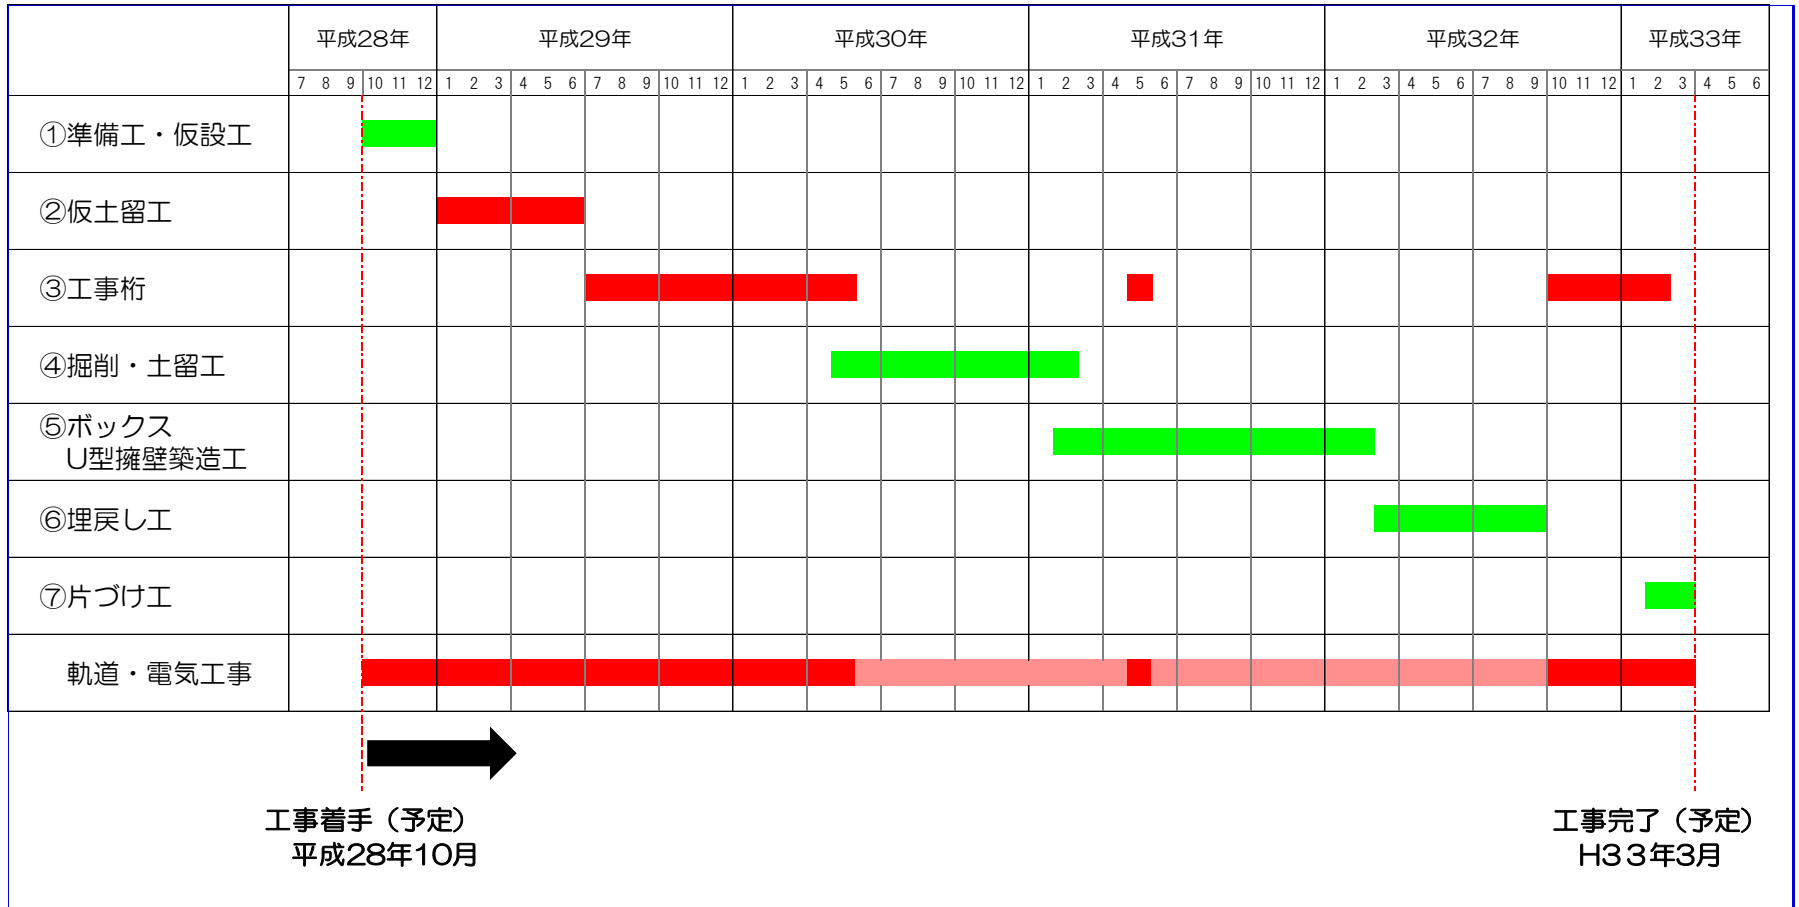 平成28年 平成29年 平成30年 平成31年 平成32年 平成33年
7 8 9 10 11 12 1 2 3 4 5 6 7 8 9 10 11 12 1 2 3 4 5 6 7 8 9 10 11 12 1 2 3 4 5 6 7 8 9 10 11 12 1 2 3 4 5 6 7 8 9 10 11 12 1 2 3 4 5 6
①準備工・仮設工
②仮土留工
③工事桁
④掘削・土留工
⑤ボックス
U型擁壁築造工
⑥埋戻し工
⑦片づけ工
軌道・電気工事
工事着手（予定）
平成28年10月
工事完了（予定）
H33年3月